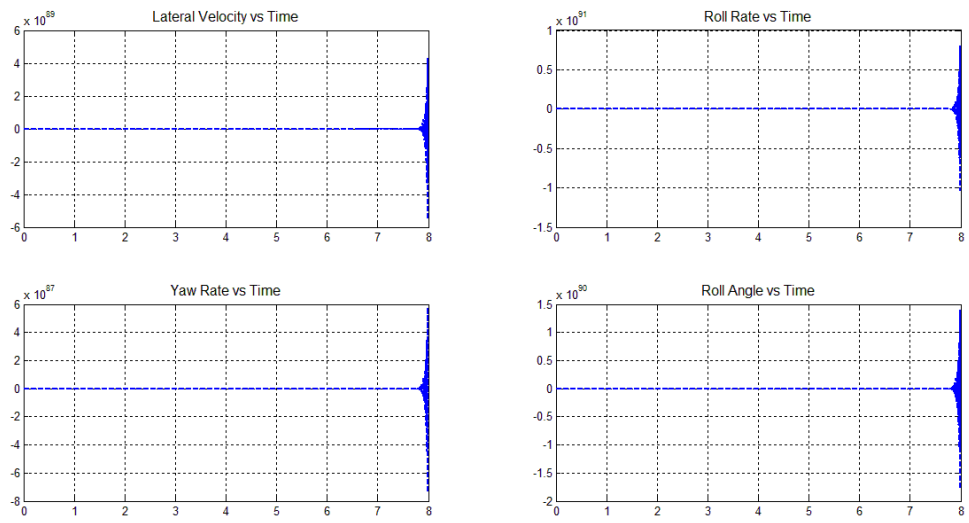 Lateral Velocity vs Time
x 10^89
6
4
2
0
-2
-4
-6
0 1 2 3 4 5 6 7 8
Roll Rate vs Time
x 10^91
1
0.5
0
-0.5
-1
-1.5
0 1 2 3 4 5 6 7 8
Yaw Rate vs Time
x 10^87
6
4
2
0
-2
-4
-6
-8
0 1 2 3 4 5 6 7 8
Roll Angle vs Time
x 10^90
1.5
1
0.5
0
-0.5
-1
-1.5
-2
0 1 2 3 4 5 6 7 8